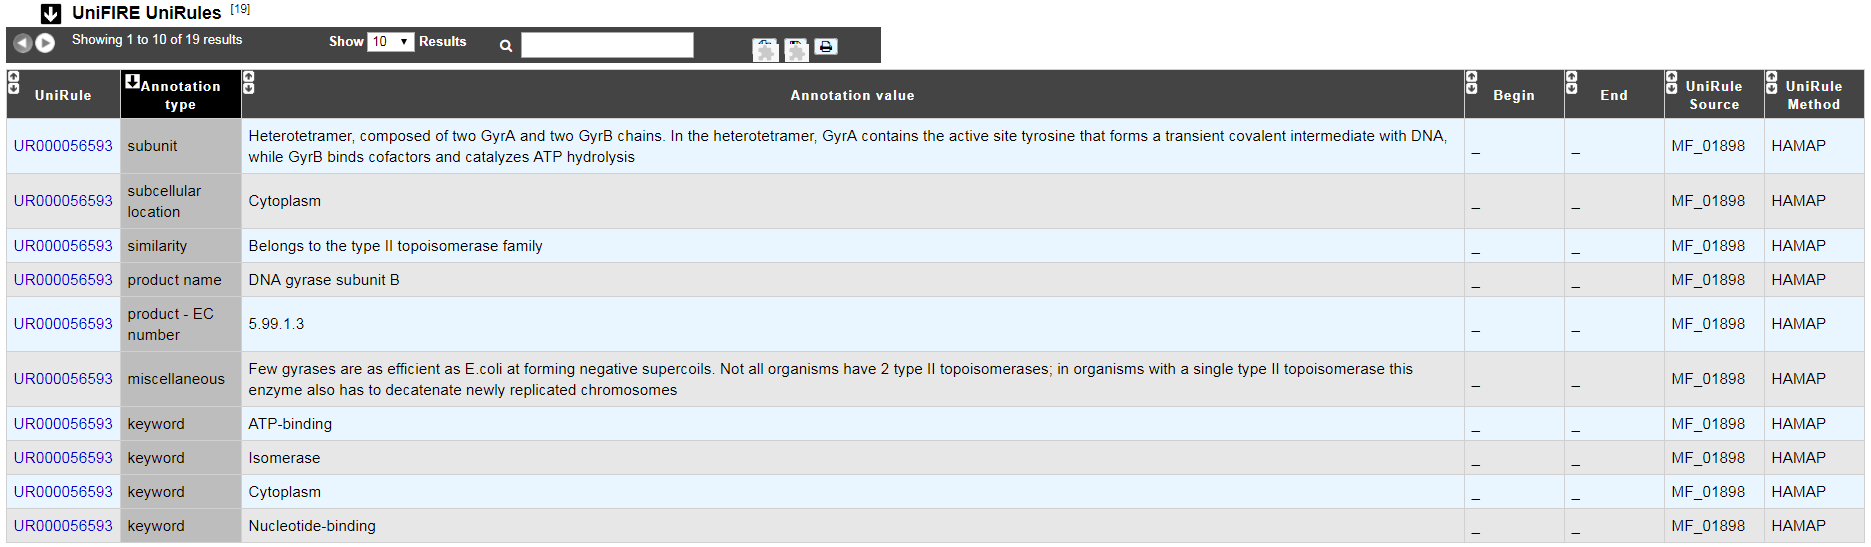 UniFIRE UniRules [19]
Showing 1 to 10 of 19 results Show 10 Results
UniRule Annotation type Annotation value Begin End UniRule Source UniRule Method
UR000056593 subunit Heterotetramer, composed of two GyrA and two GyrB chains. In the heterotetramer, GyrA contains the active site tyrosine that forms a transient covalent intermediate with DNA, _ _ MF_01898 HAMAP
while GyrB binds cofactors and catalyzes ATP hydrolysis
UR000056593 subcellular location Cytoplasm _ _ MF_01898 HAMAP
UR000056593 similarity Belongs to the type II topoisomerase family _ _ MF_01898 HAMAP
UR000056593 product name DNA gyrase subunit B _ _ MF_01898 HAMAP
UR000056593 product - EC number 5.99.1.3 _ _ MF_01898 HAMAP
UR000056593 miscellaneous Few gyrases are as efficient as E.coli at forming negative supercoils. Not all organisms have 2 type II topoisomerases; in organisms with a single type II topoisomerase this _ _ MF_01898 HAMAP
enzyme also has to decatenate newly replicated chromosomes
UR000056593 keyword ATP-binding _ _ MF_01898 HAMAP
UR000056593 keyword Isomerase _ _ MF_01898 HAMAP
UR000056593 keyword Cytoplasm _ _ MF_01898 HAMAP
UR000056593 keyword Nucleotide-binding _ _ MF_01898 HAMAP